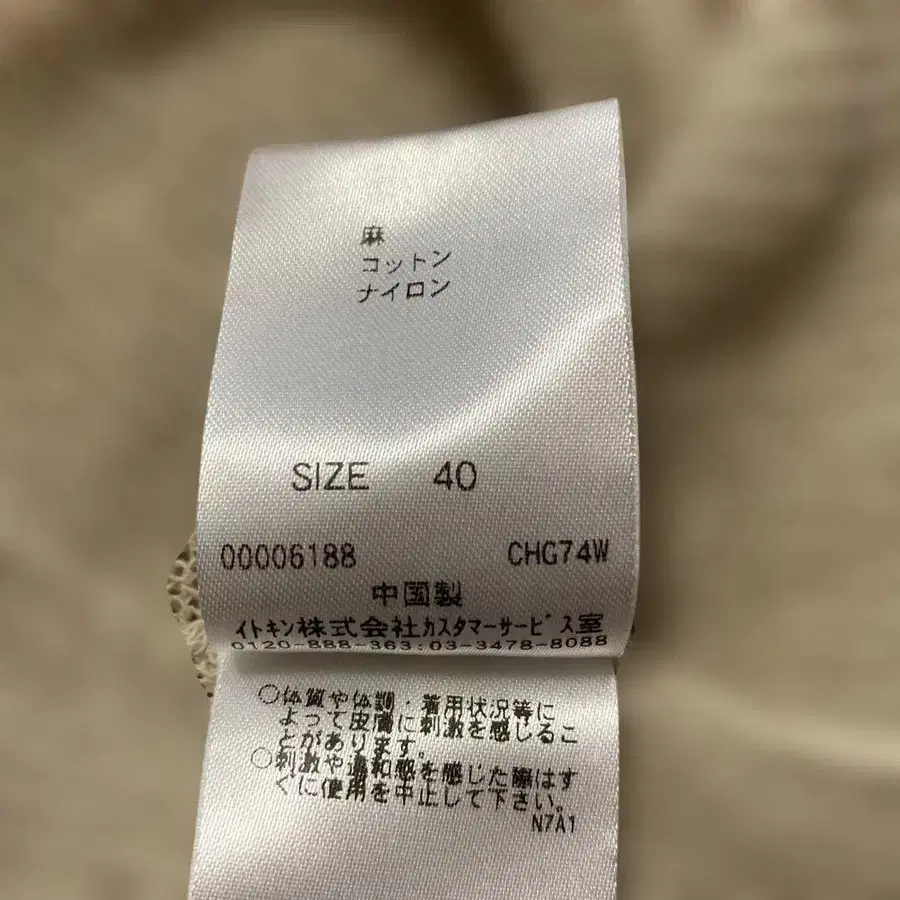 麻
コットン
ナイロン
SIZE 40
00006188 CHG74W
中国製
イトキン株式会社カスタマーサービス室
0120-888-363:03-3478-8088
○体質や体調・着用状況等に
よって皮膚に刺激を感じるこ
とがあります。
○刺激や違和感を感じた際はす
ぐに使用を中止して下さい。
N7A1